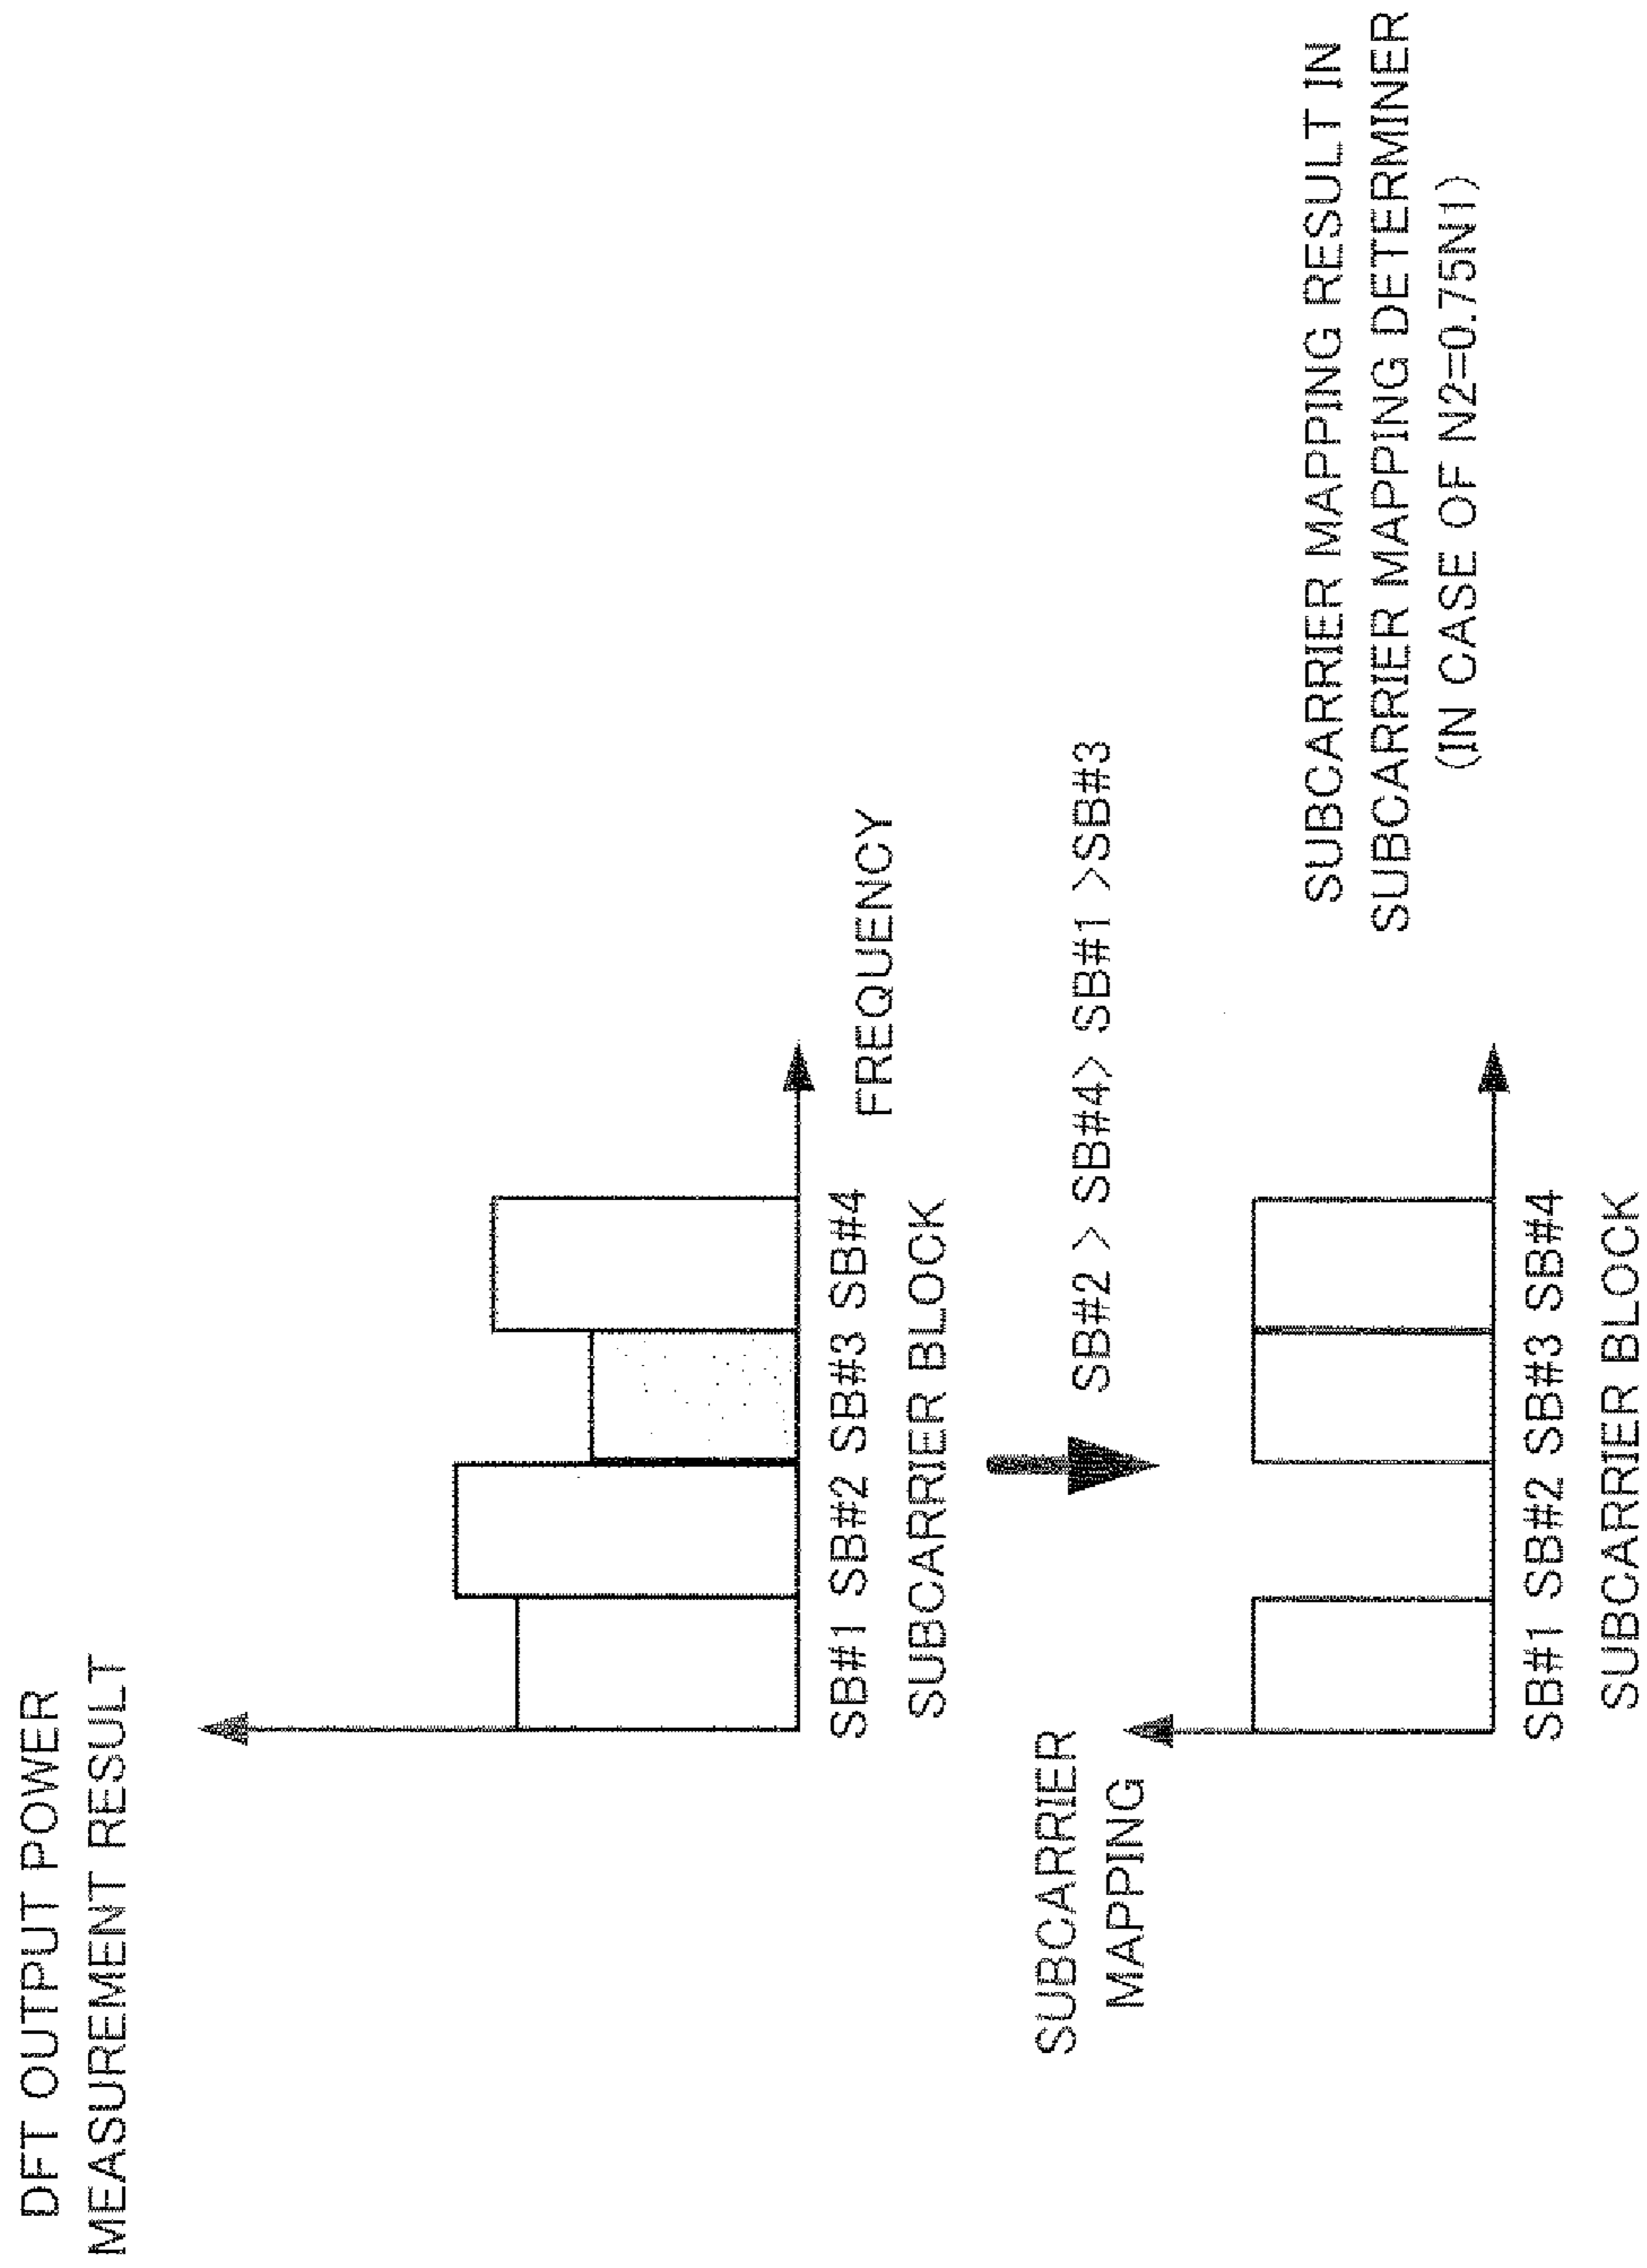 DFT OUTPUT POWER
MEASUREMENT RESULT
SB#1 SB#2 SB#3 SB#4
FREQUENCY
SUBCARRIER BLOCK
SB#2 > SB#4> SB#1 >SB#3
SUBCARRIER
MAPPING
SB#1 SB#2 SB#3 SB#4
SUBCARRIER BLOCK
SUBCARRIER MAPPING RESULT IN
SUBCARRIER MAPPING DETERMINER
(IN CASE OF N2=0.75N1)